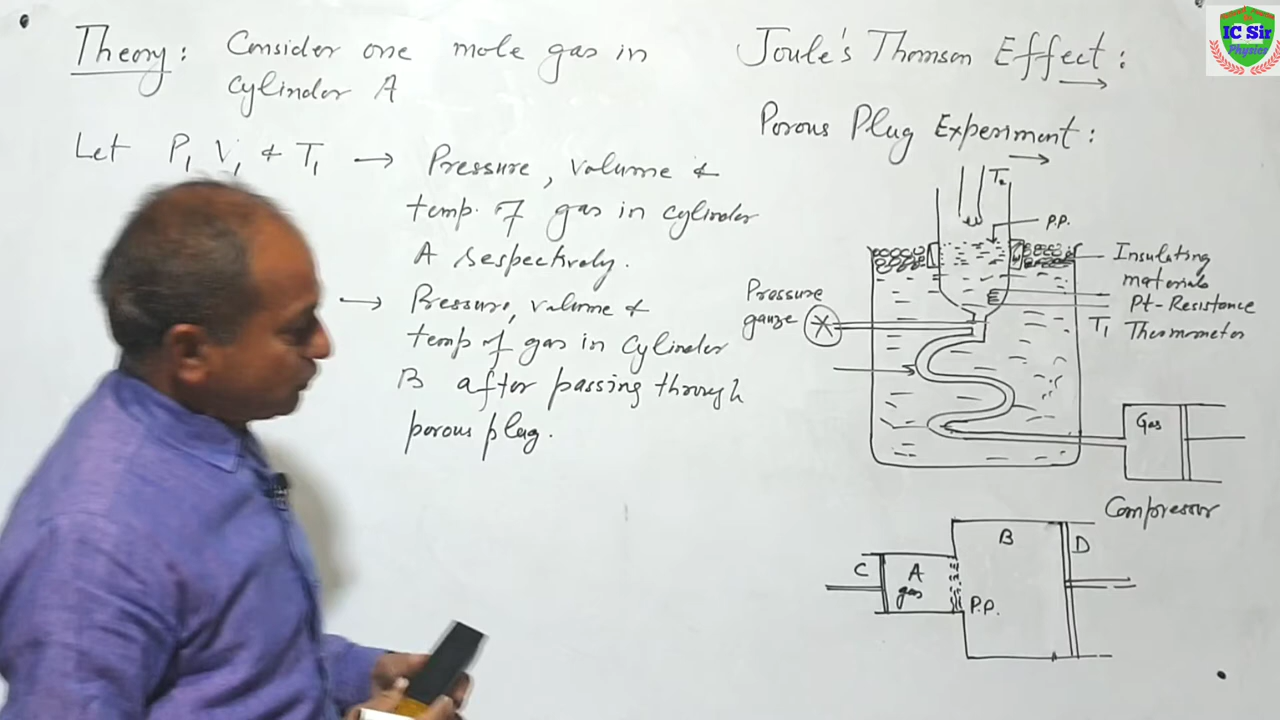 Theory: Consider one mole gas in
cylinder A
Let P₁ V₁ & T₁ → Pressure, volume &
temp. of gas in cylinder
A respectively.
→ Pressure, volume &
temp of gas in cylinder
B after passing through
porous plug.
Joule's Thomson Effect:
Porous Plug Experiment:
T₂
P.P.
Insulating
materials
Pt-Resistance
T₁ Thermometer
Pressure
gauze
Gas
Compressor
C
A
gas
P.P.
B
D
IC Sir
Physics